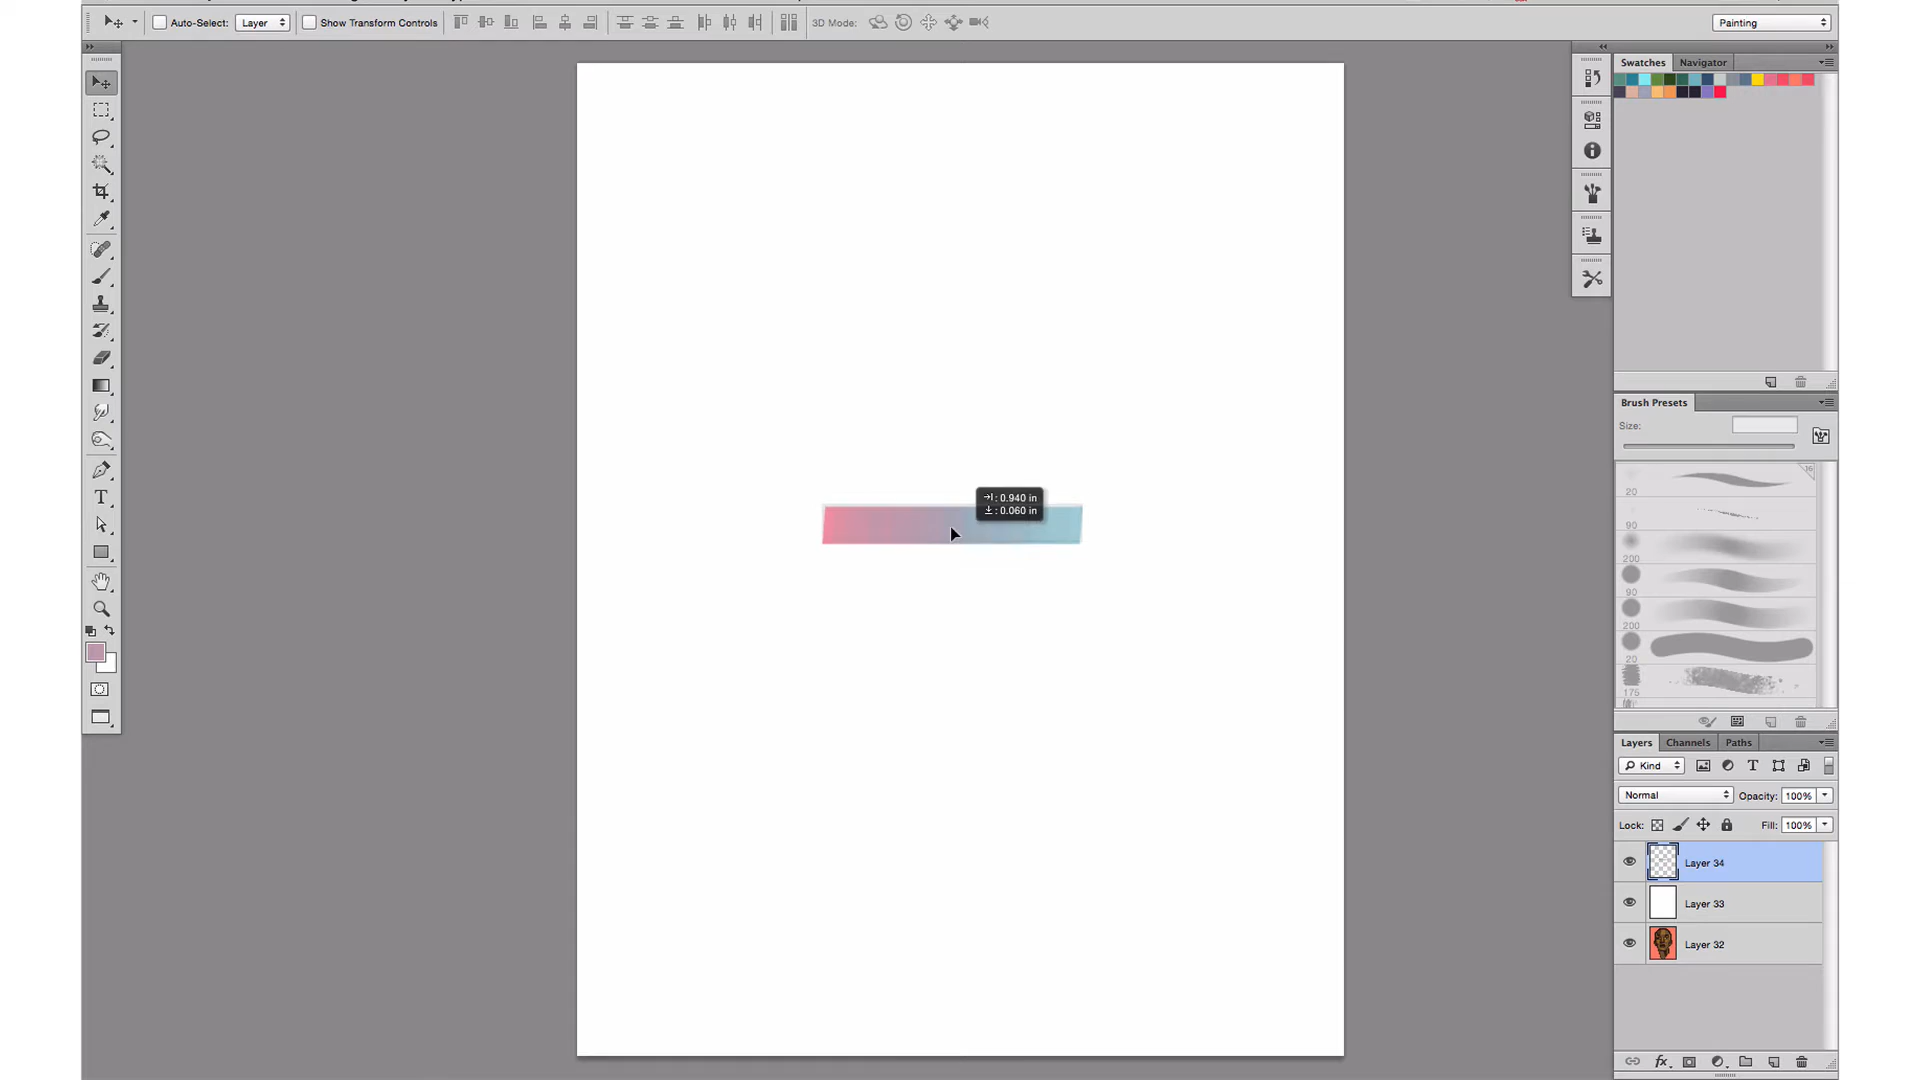 Auto-Select: Layer Show Transform Controls 3D Mode: Painting
Swatches Navigator
: 0.940 in
: 0.060 in
Brush Presets
Size:
16
20
90
200
90
200
20
175
Layers Channels Paths
Kind T
Normal Opacity: 100%
Lock: Fill: 100%
Layer 34
Layer 33
Layer 32
fx